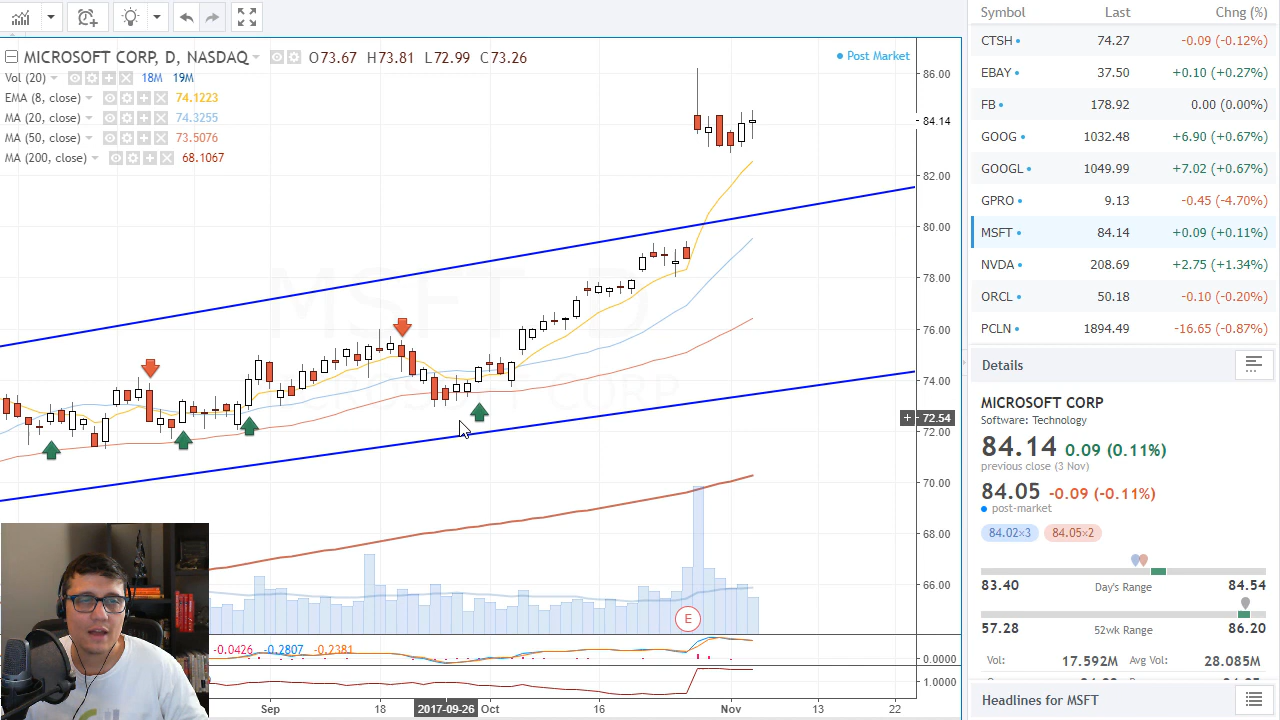 MICROSOFT CORP, D, NASDAQ O73.67 H73.81 L72.99 C73.26
Post Market
Vol (20) 18M 19M
EMA (8, close) 74.1223
MA (20, close) 74.3255
MA (50, close) 73.5076
MA (200, close) 68.1067
MSFT, D
MICROSOFT CORP
86.00
84.14
82.00
80.00
78.00
76.00
74.00
72.54
72.00
70.00
68.00
66.00
E
-0.0426 -0.2807 -0.2381
0.0000
1.0000
Sep 18 2017-09-26 Oct 16 Nov 13 22
Symbol Last Chng (%)
CTSH 74.27 -0.09 (-0.12%)
EBAY 37.50 +0.10 (+0.27%)
FB 178.92 0.00 (0.00%)
GOOG 1032.48 +6.90 (+0.67%)
GOOGL 1049.99 +7.02 (+0.67%)
GPRO 9.13 -0.45 (-4.70%)
MSFT 84.14 +0.09 (+0.11%)
NVDA 208.69 +2.75 (+1.34%)
ORCL 50.18 -0.10 (-0.20%)
PCLN 1894.49 -16.65 (-0.87%)
Details
MICROSOFT CORP
Software: Technology
84.14 0.09 (0.11%)
previous close (3 Nov)
84.05 -0.09 (-0.11%)
post-market
84.02×3 84.05×2
83.40 Day's Range 84.54
57.28 52wk Range 86.20
Vol: 17.592M Avg Vol: 28.085M
Headlines for MSFT